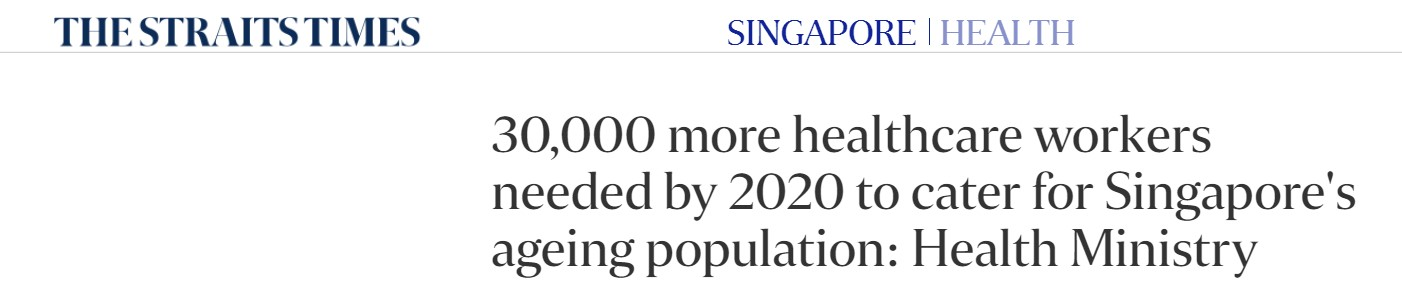 THE STRAITS TIMES
SINGAPORE | HEALTH
30,000 more healthcare workers
needed by 2020 to cater for Singapore's
ageing population: Health Ministry